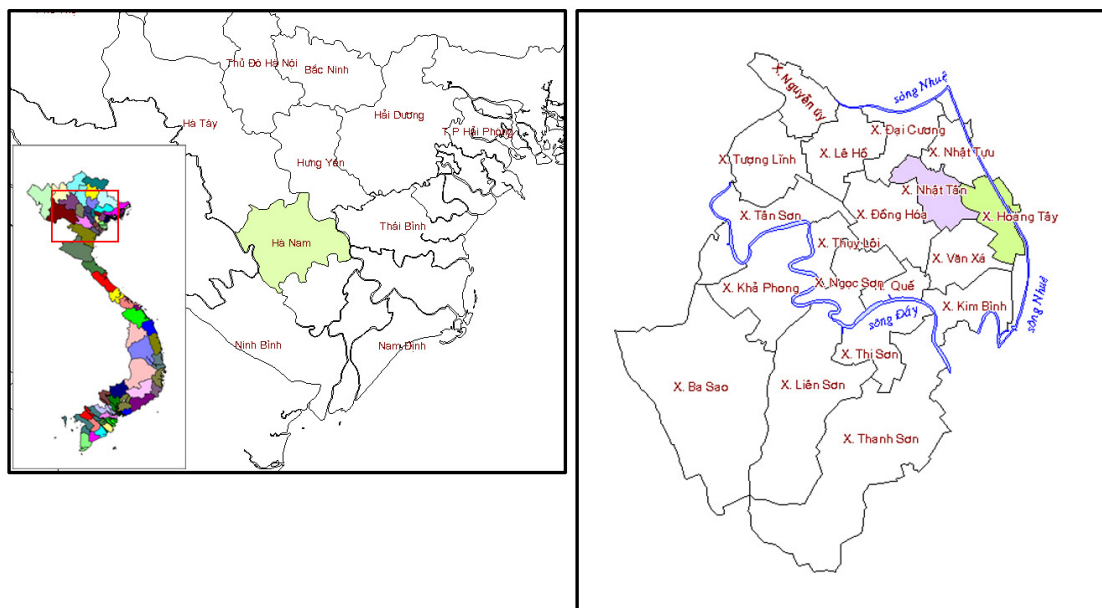 Thủ Đô Hà Nội
Bắc Ninh
Hà Tây
Hải Dương
T.P Hải Phòng
Hưng Yên
Hà Nam
Thái Bình
Ninh Bình
Nam Định
X. Nguyễn úy
sông Nhuệ
X. Đại Cương
X. Tượng Lĩnh
X. Lê Hồ
X. Nhật Tựu
X. Nhật Tân
X. Tân Sơn
X. Đồng Hóa
X. Hoàng Tây
X. Thụy Lôi
X. Văn Xá
X. Khả Phong
X. Ngọc Sơn
Quế
X. Kim Bình
sông Đáy
sông Nhuệ
X. Thi Sơn
X. Ba Sao
X. Liên Sơn
X. Thanh Sơn